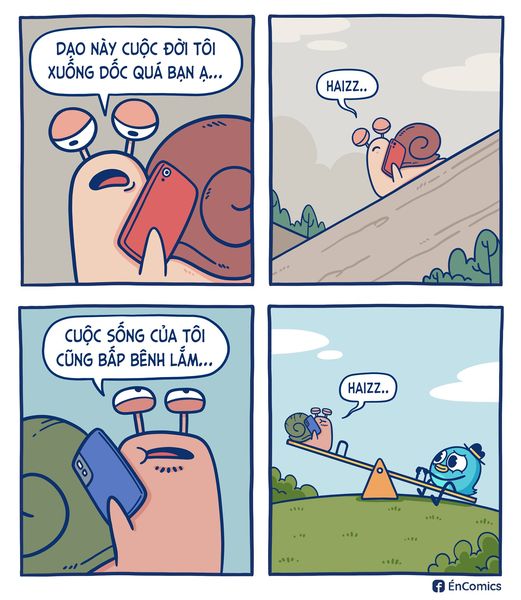 DẠO NÀY CUỘC ĐỜI TÔI
XUỐNG DỐC QUÁ BẠN Ạ...
HAIZZ..
CUỘC SỐNG CỦA TÔI
CŨNG BẤP BÊNH LẮM...
HAIZZ..
ÉnComics